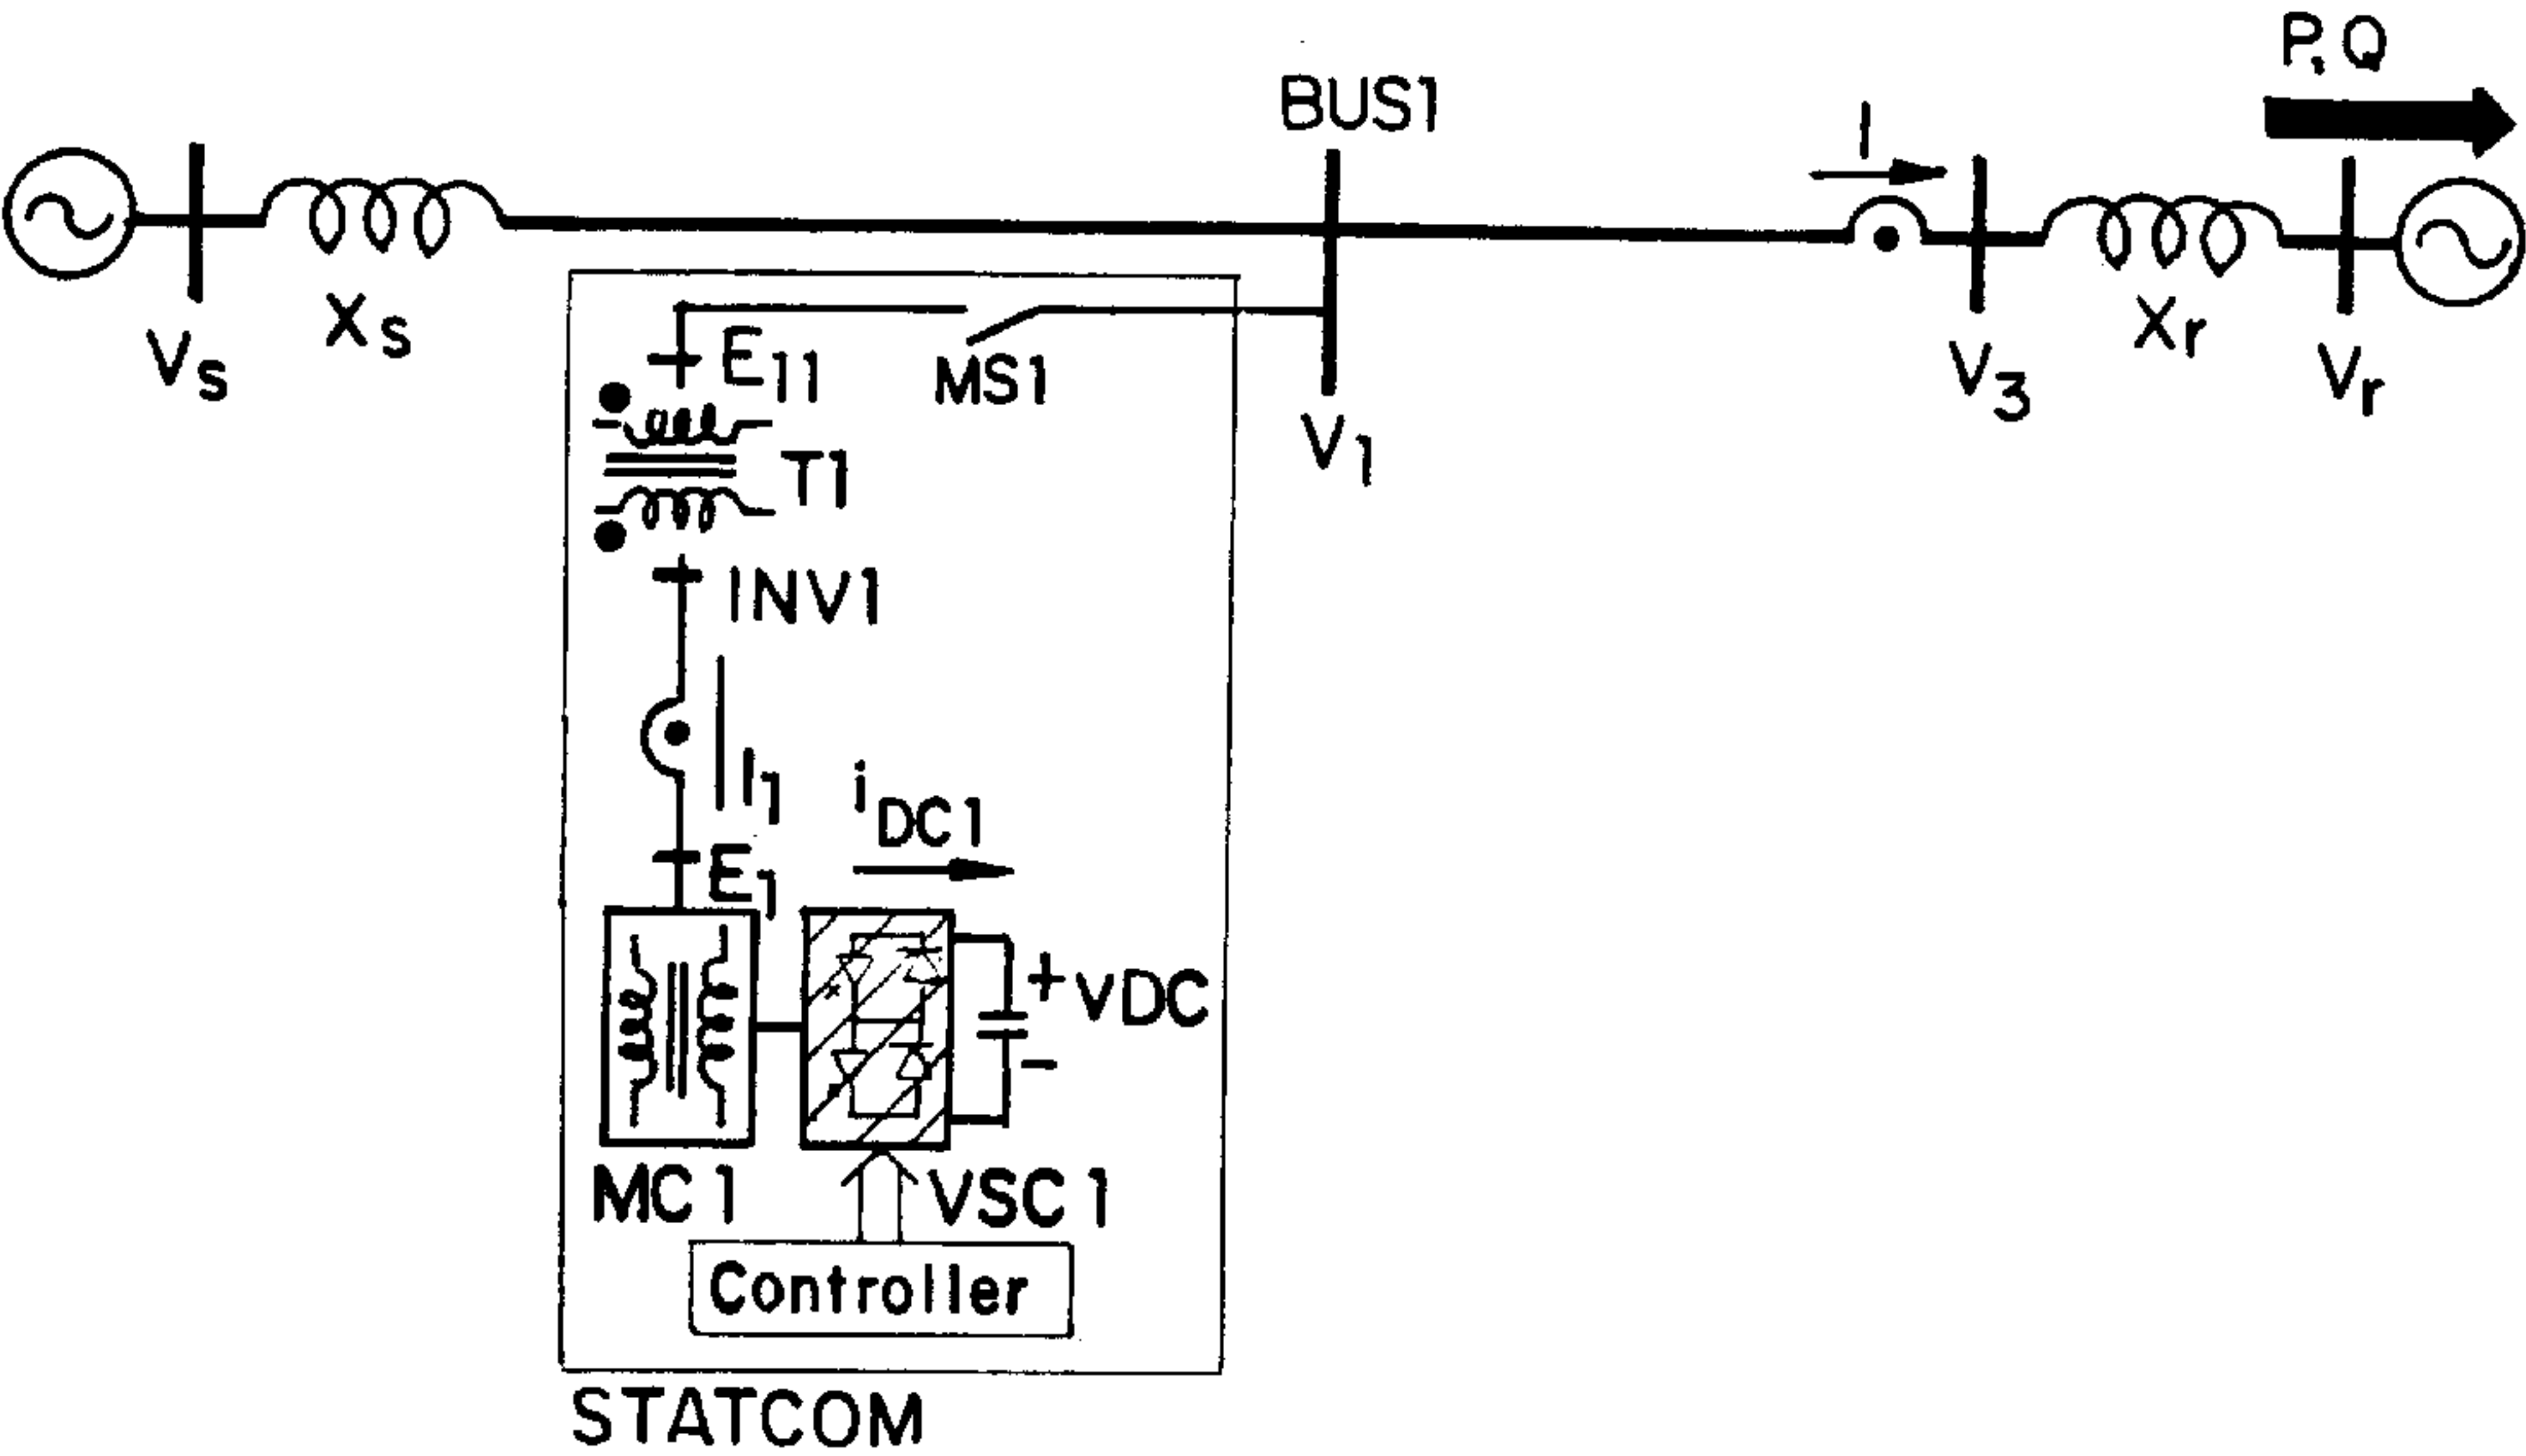 P, Q
BUS1
I
Vs
Xs
E11
MS1
V1
V3
Xr
Vr
T1
INV1
I1
iDC1
E1
+
VDC
-
MC1
VSC1
Controller
STATCOM